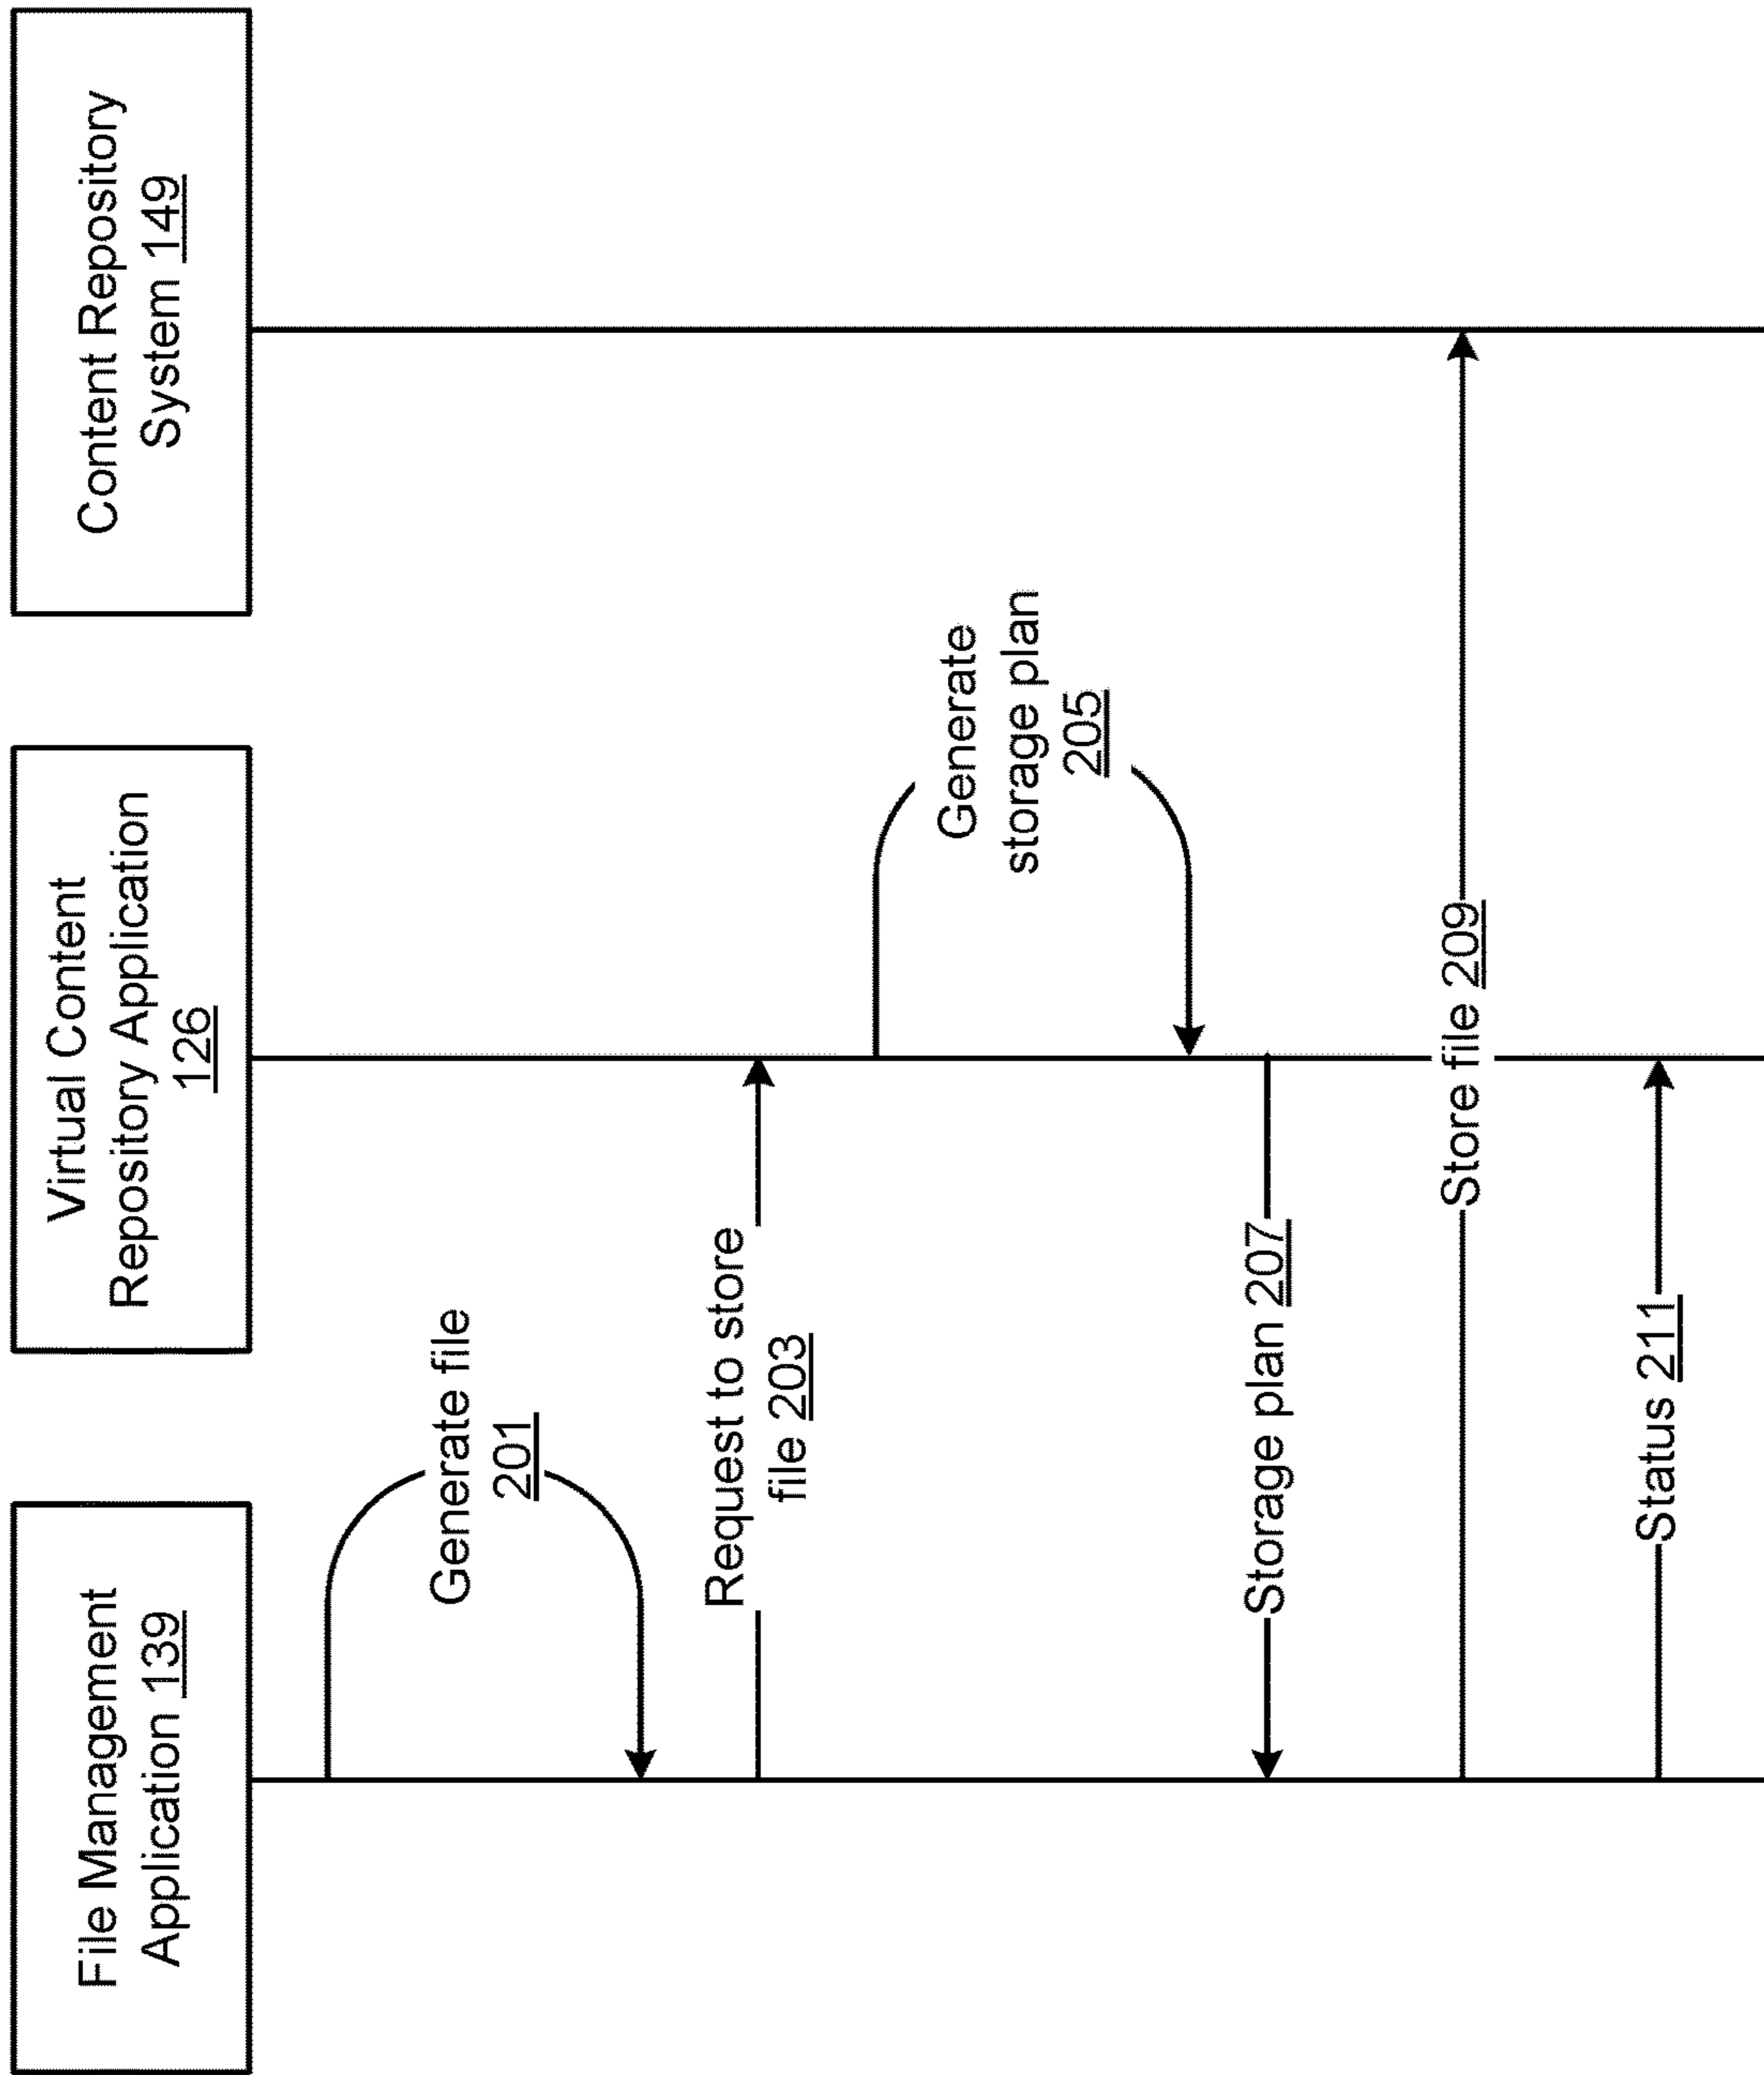 File Management
Application 139
Virtual Content
Repository Application
126
Content Repository
System 149
Generate file
201
Request to store
file 203
Generate
storage plan
205
Storage plan 207
Store file 209
Status 211